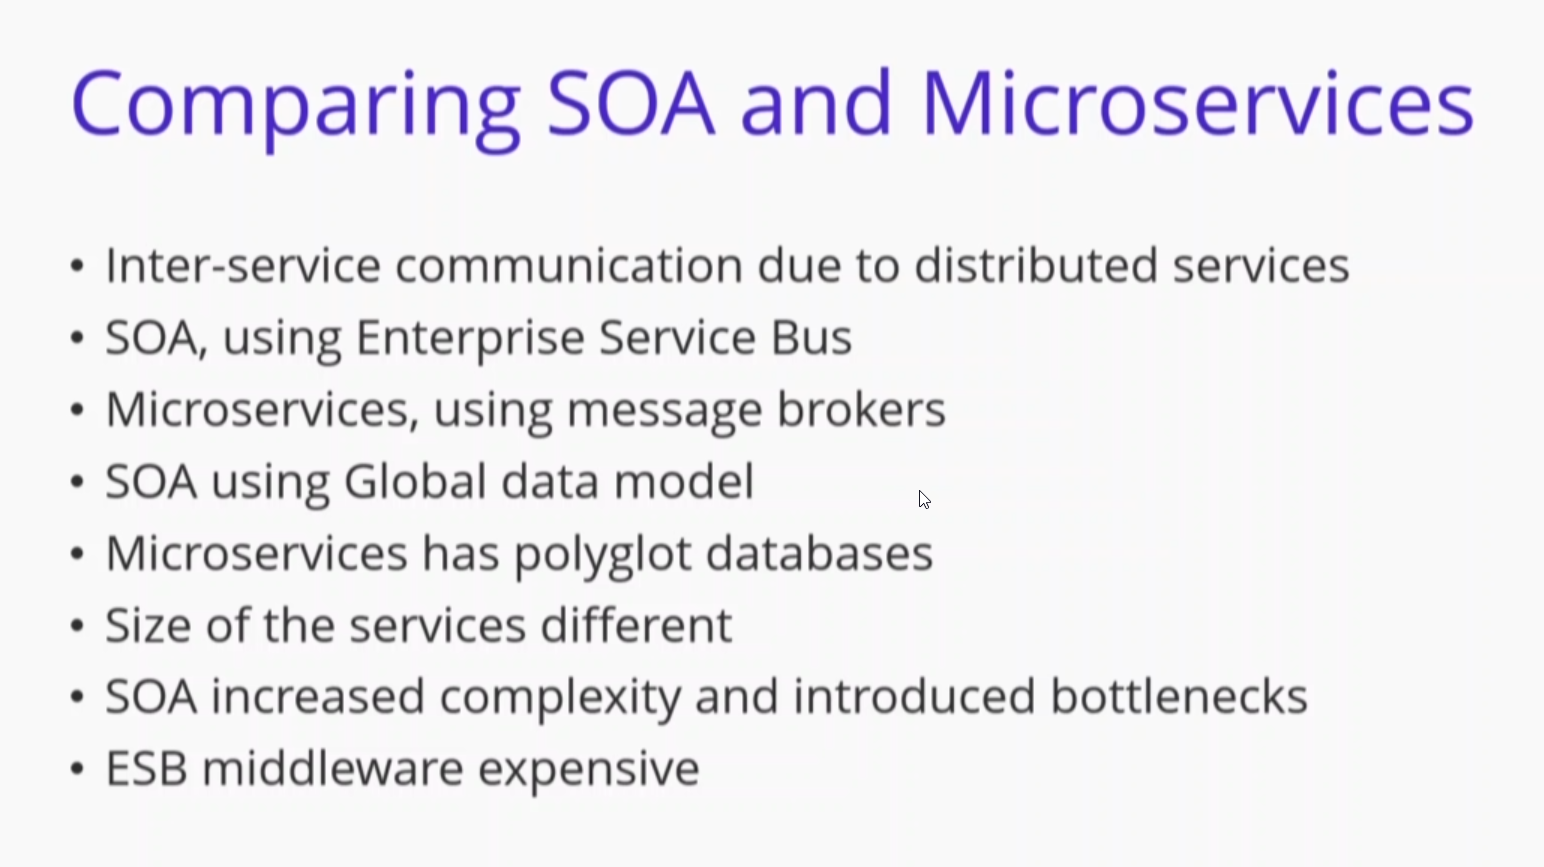 Comparing SOA and Microservices
• Inter-service communication due to distributed services
• SOA, using Enterprise Service Bus
• Microservices, using message brokers
• SOA using Global data model
• Microservices has polyglot databases
• Size of the services different
• SOA increased complexity and introduced bottlenecks
• ESB middleware expensive